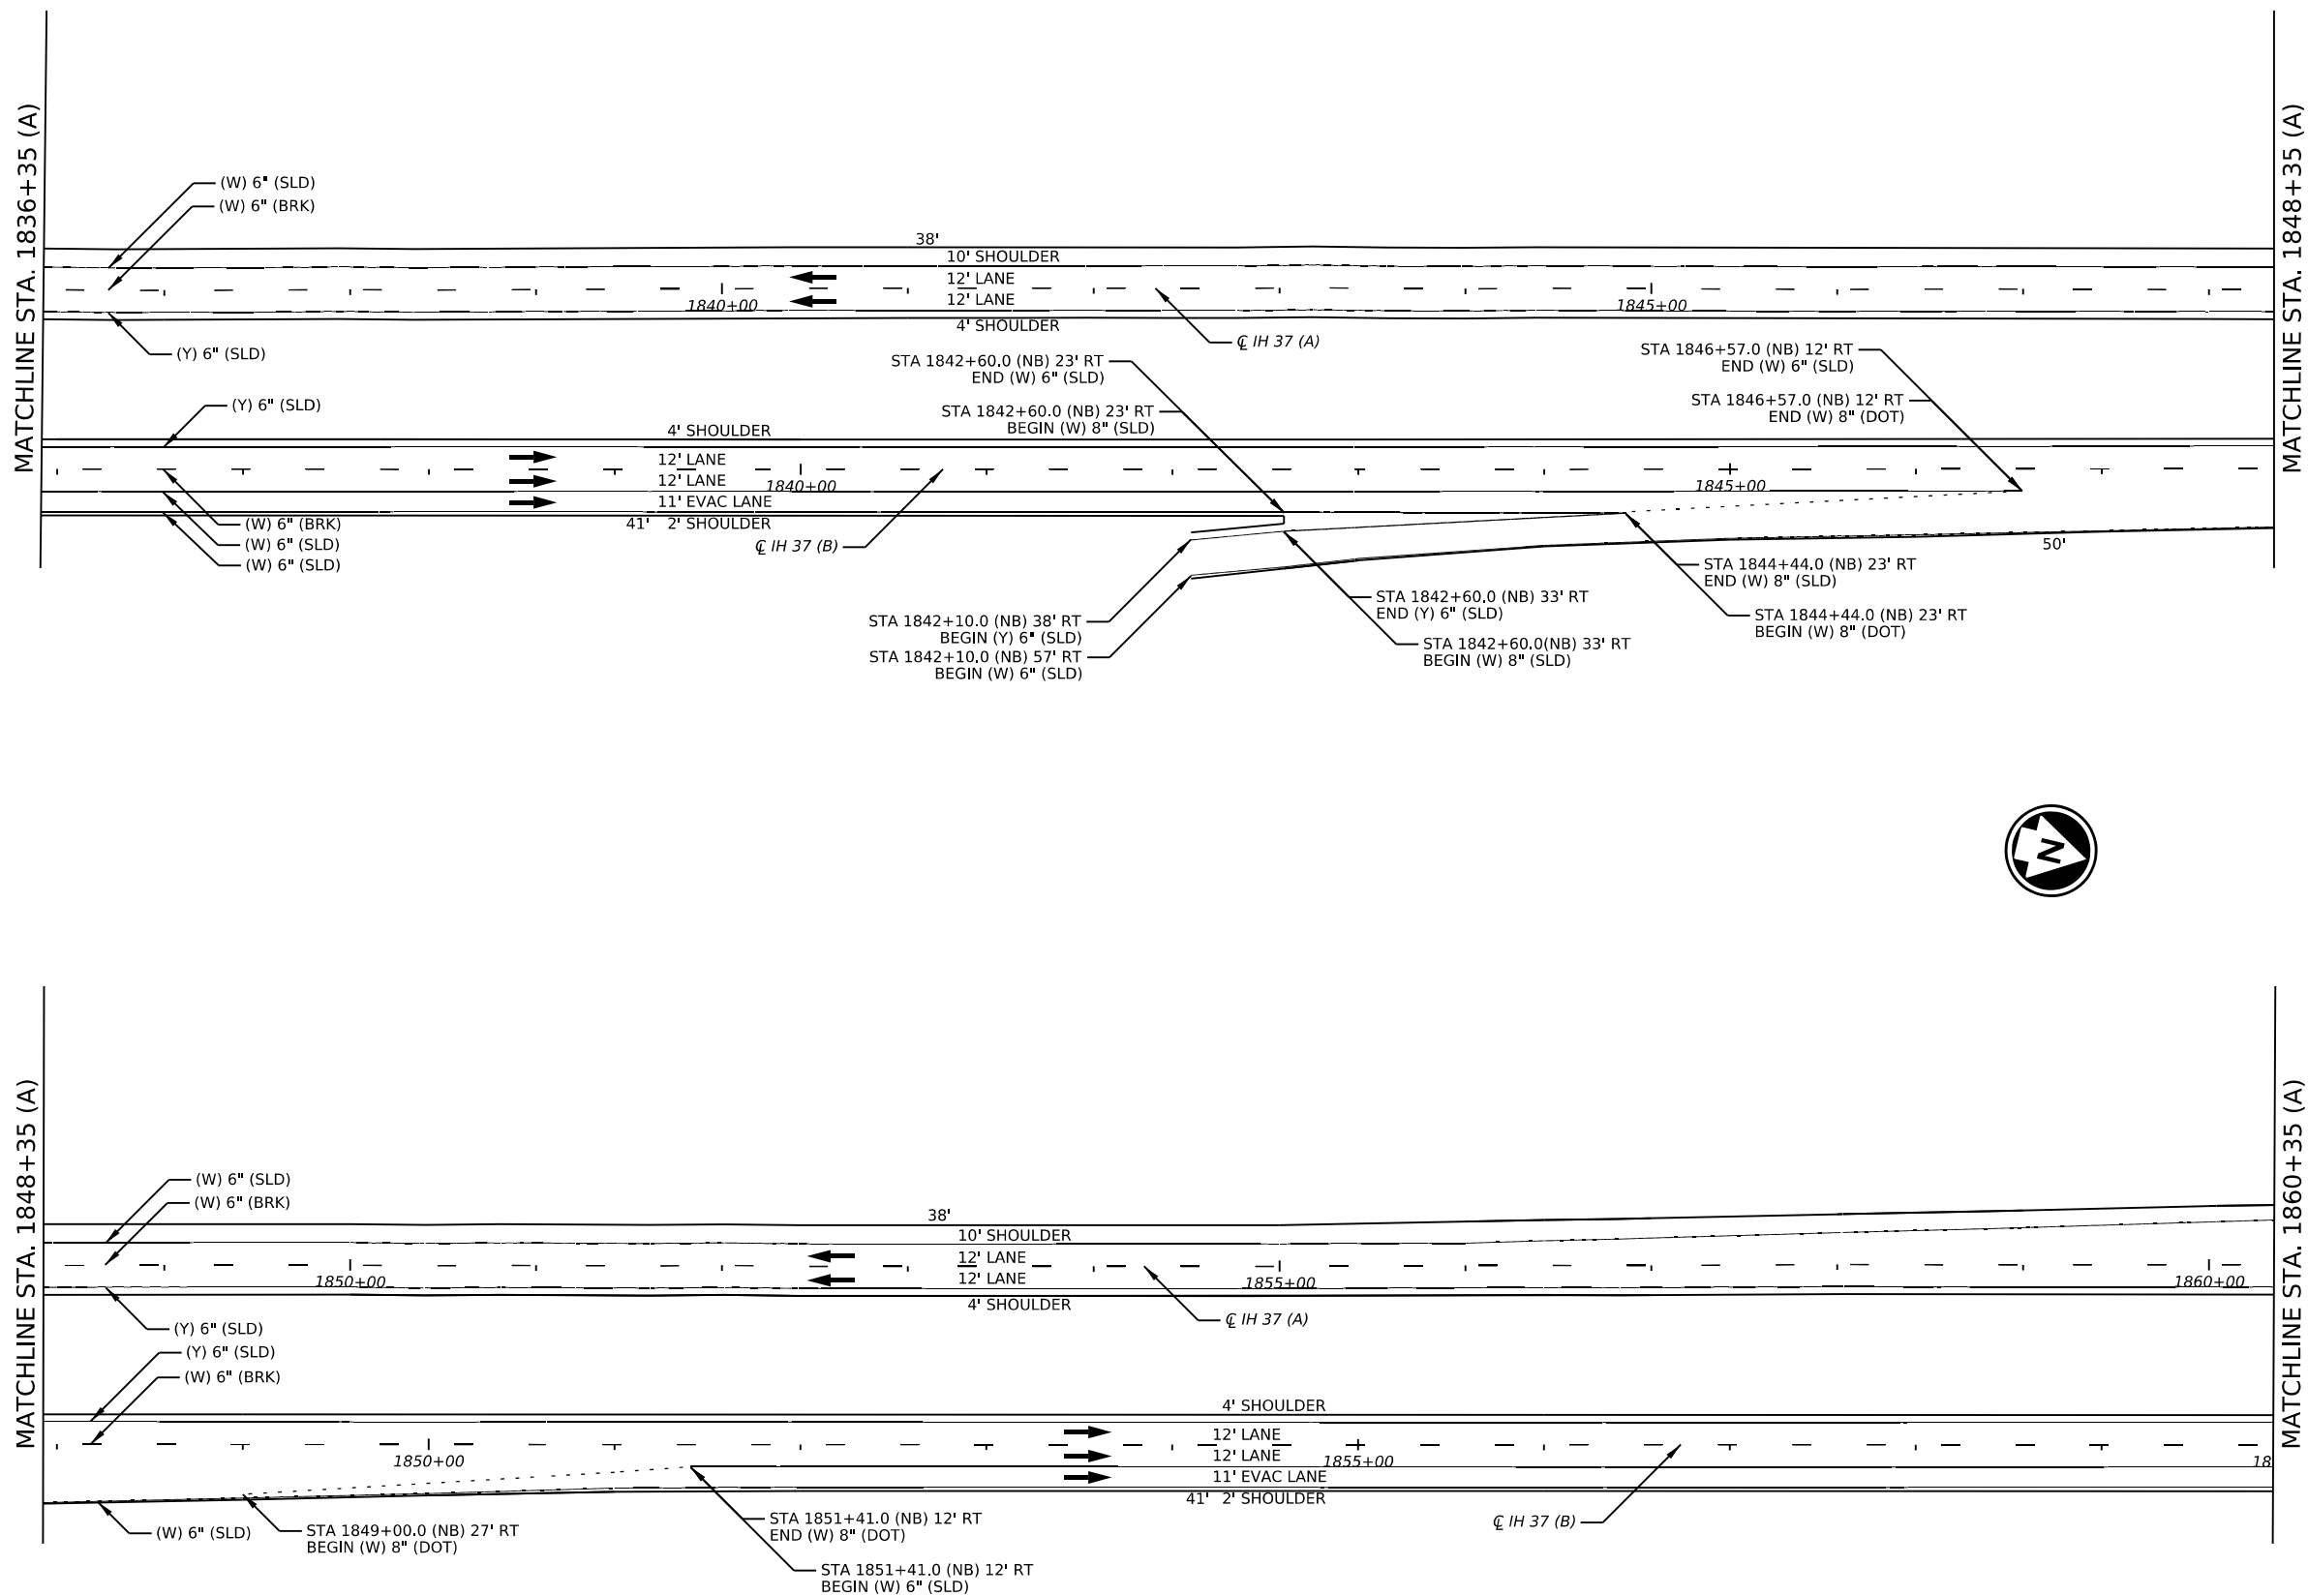 MATCHLINE STA. 1836+35 (A)
MATCHLINE STA. 1848+35 (A)
(W) 6" (SLD)
(W) 6" (BRK)
38'
10' SHOULDER
12' LANE
12' LANE
1840+00
1845+00
4' SHOULDER
(Y) 6" (SLD)
℄ IH 37 (A)
STA 1842+60.0 (NB) 23' RT
END (W) 6" (SLD)
STA 1842+60.0 (NB) 23' RT
BEGIN (W) 8" (SLD)
STA 1846+57.0 (NB) 12' RT
END (W) 6" (SLD)
STA 1846+57.0 (NB) 12' RT
END (W) 8" (DOT)
(Y) 6" (SLD)
4' SHOULDER
12' LANE
12' LANE
1840+00
1845+00
11' EVAC LANE
41' 2' SHOULDER
(W) 6" (BRK)
(W) 6" (SLD)
(W) 6" (SLD)
℄ IH 37 (B)
50'
STA 1844+44.0 (NB) 23' RT
END (W) 8" (SLD)
STA 1842+60.0 (NB) 33' RT
END (Y) 6" (SLD)
STA 1844+44.0 (NB) 23' RT
BEGIN (W) 8" (DOT)
STA 1842+10.0 (NB) 38' RT
BEGIN (Y) 6" (SLD)
STA 1842+60.0(NB) 33' RT
BEGIN (W) 8" (SLD)
STA 1842+10.0 (NB) 57' RT
BEGIN (W) 6" (SLD)
N
MATCHLINE STA. 1848+35 (A)
MATCHLINE STA. 1860+35 (A)
(W) 6" (SLD)
(W) 6" (BRK)
38'
10' SHOULDER
12' LANE
12' LANE
1850+00
1855+00
1860+00
4' SHOULDER
℄ IH 37 (A)
(Y) 6" (SLD)
(Y) 6" (SLD)
(W) 6" (BRK)
4' SHOULDER
12' LANE
12' LANE
1850+00
1855+00
18
11' EVAC LANE
41' 2' SHOULDER
(W) 6" (SLD)
STA 1849+00.0 (NB) 27' RT
BEGIN (W) 8" (DOT)
STA 1851+41.0 (NB) 12' RT
END (W) 8" (DOT)
℄ IH 37 (B)
STA 1851+41.0 (NB) 12' RT
BEGIN (W) 6" (SLD)